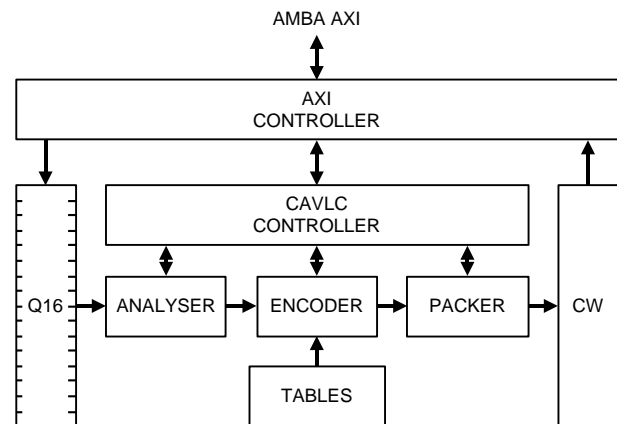 AMBA AXI
AXI
CONTROLLER
CAVLC
CONTROLLER
Q16
ANALYSER
ENCODER
PACKER
CW
TABLES